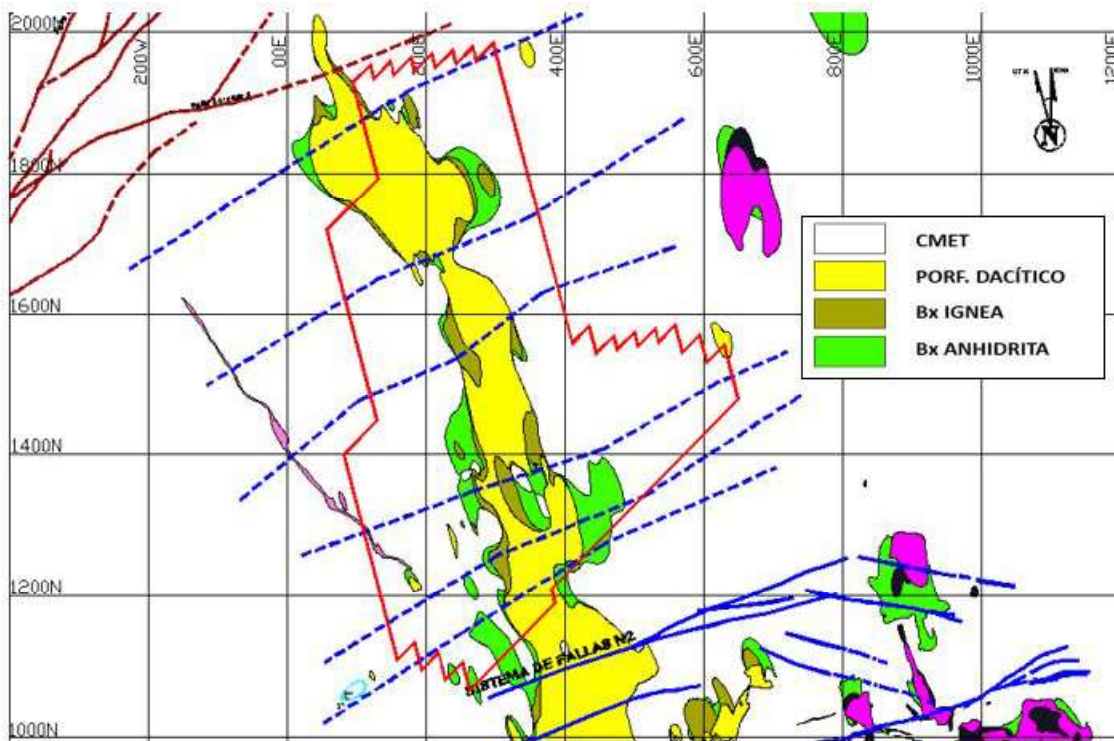 2000N
1800N
1600N
1400N
1200N
1000N
200W
00E
200E
400E
600E
800E
1000E
1200
N
CMET
PORF. DACÍTICO
Bx IGNEA
Bx ANHIDRITA
SISTEMA DE FALLAS N2